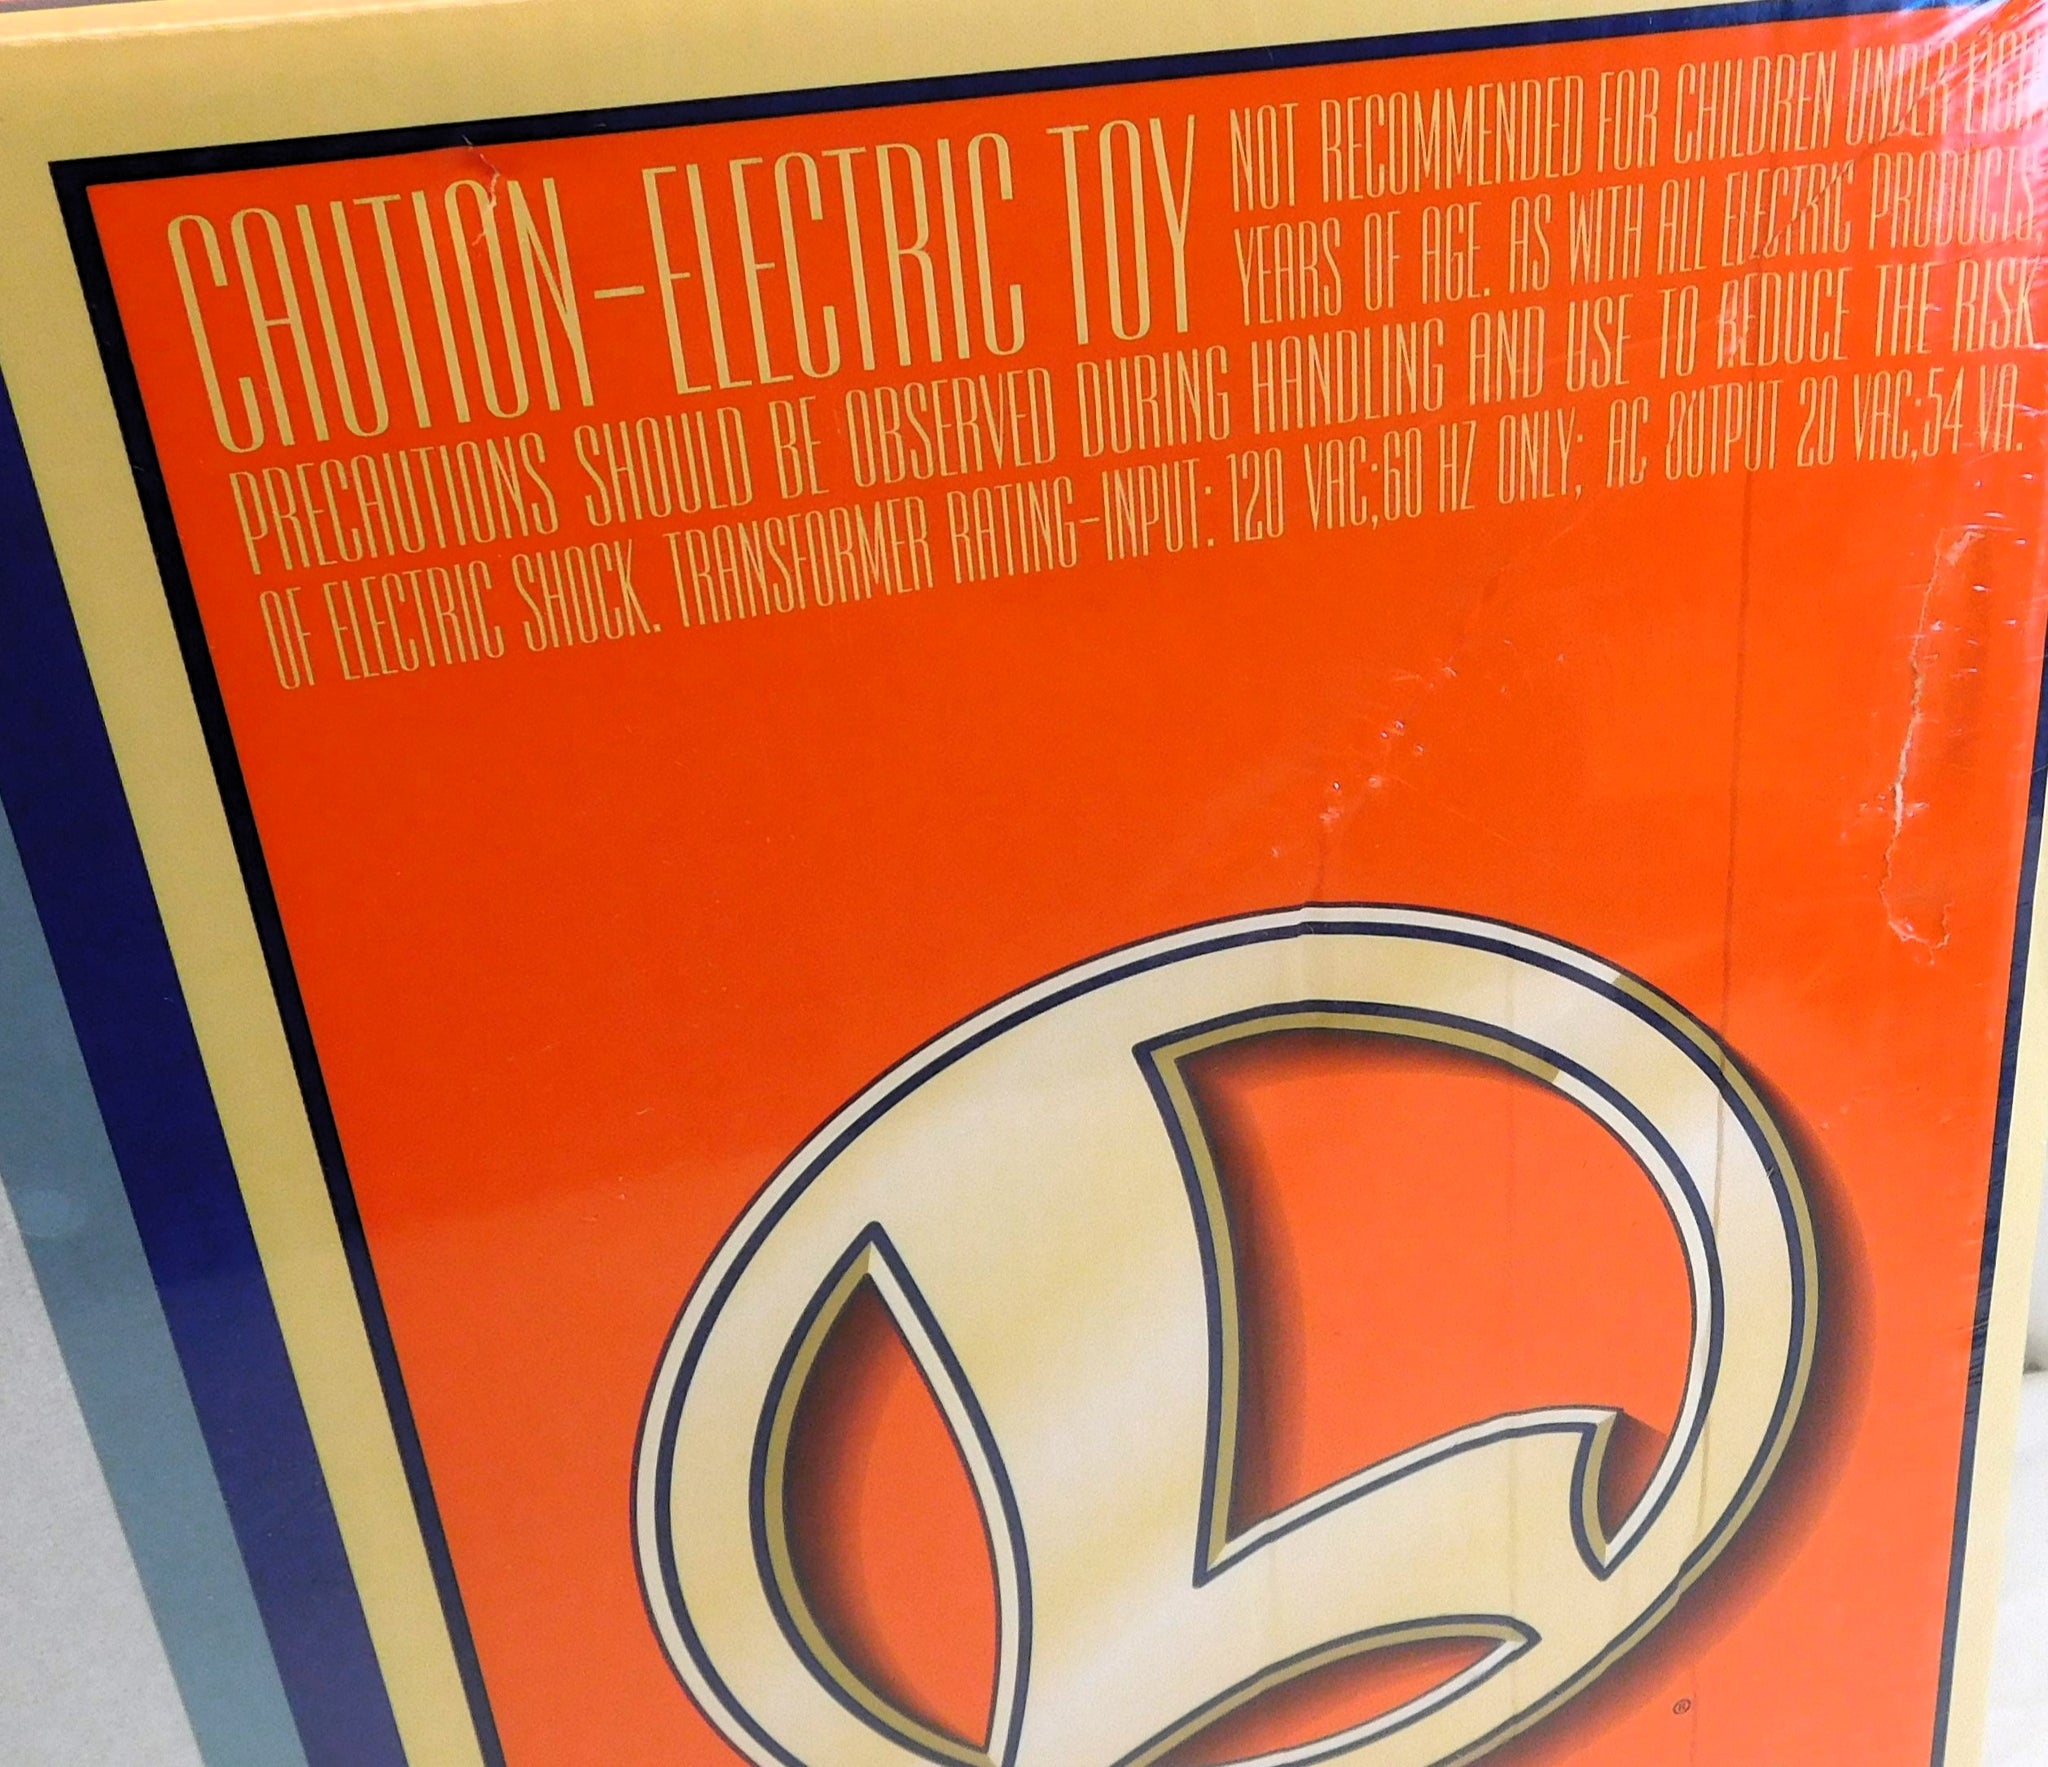 CAUTION–ELECTRIC TOY NOT RECOMMENDED FOR CHILDREN UNDER
YEARS OF AGE. AS WITH ALL ELECTRIC PRODUCTS,
PRECAUTIONS SHOULD BE OBSERVED DURING HANDLING AND USE TO REDUCE THE RISK
OF ELECTRIC SHOCK. TRANSFORMER RATING–INPUT: 120 VAC;60 HZ ONLY; AC OUTPUT 20 VAC;54 VA.
L
®